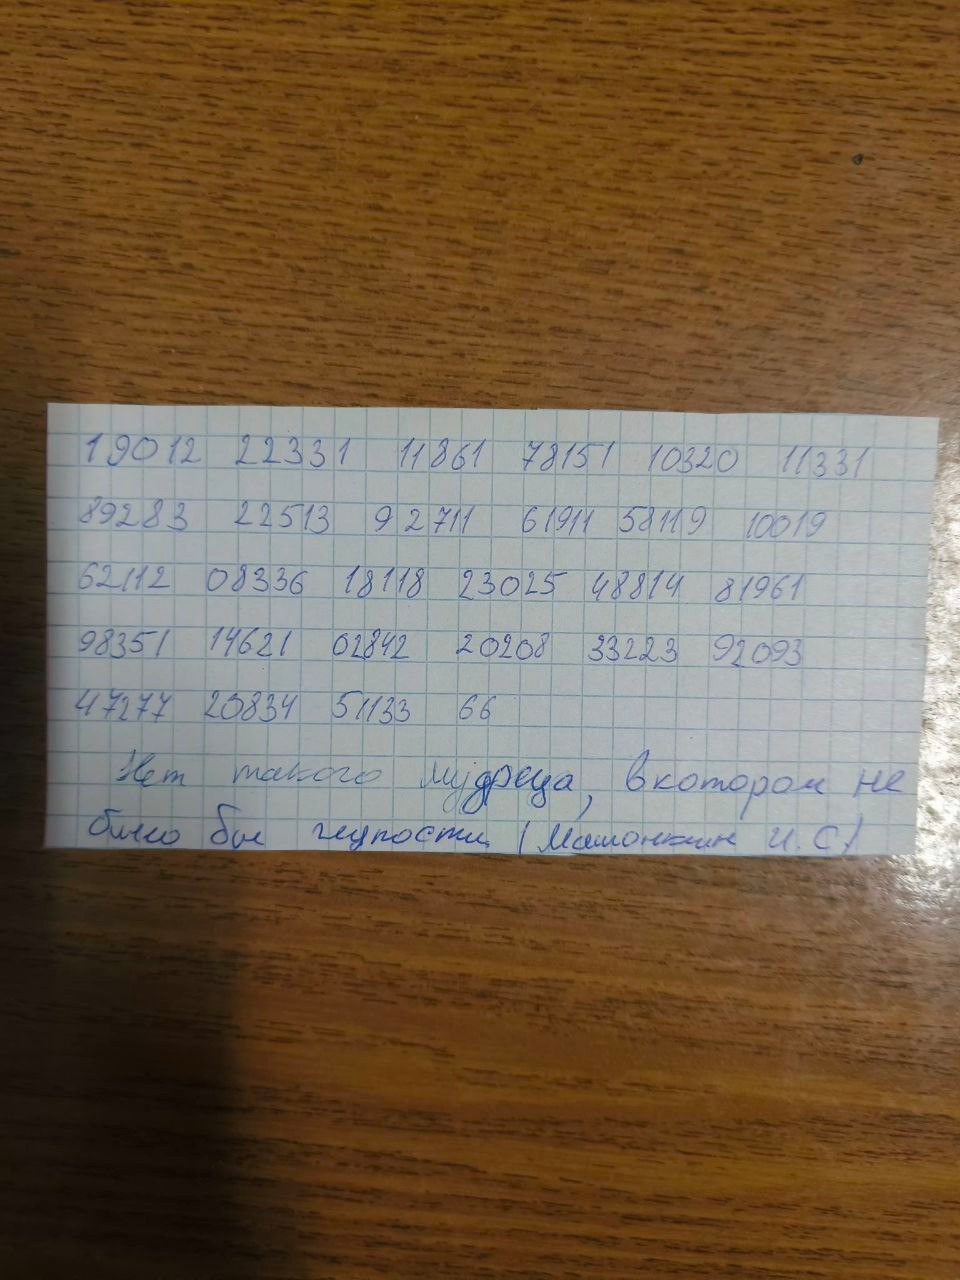 19012 22331 11861 78151 10320 11331
89283 22513 92711 61911 58119 10019
62112 08336 18118 23025 48814 81961
98351 14621 02842 20208 33223 92093
47277 20834 51133 66
Нет такого мудреца, в котором не
было бы глупости (Машонкин И.С)